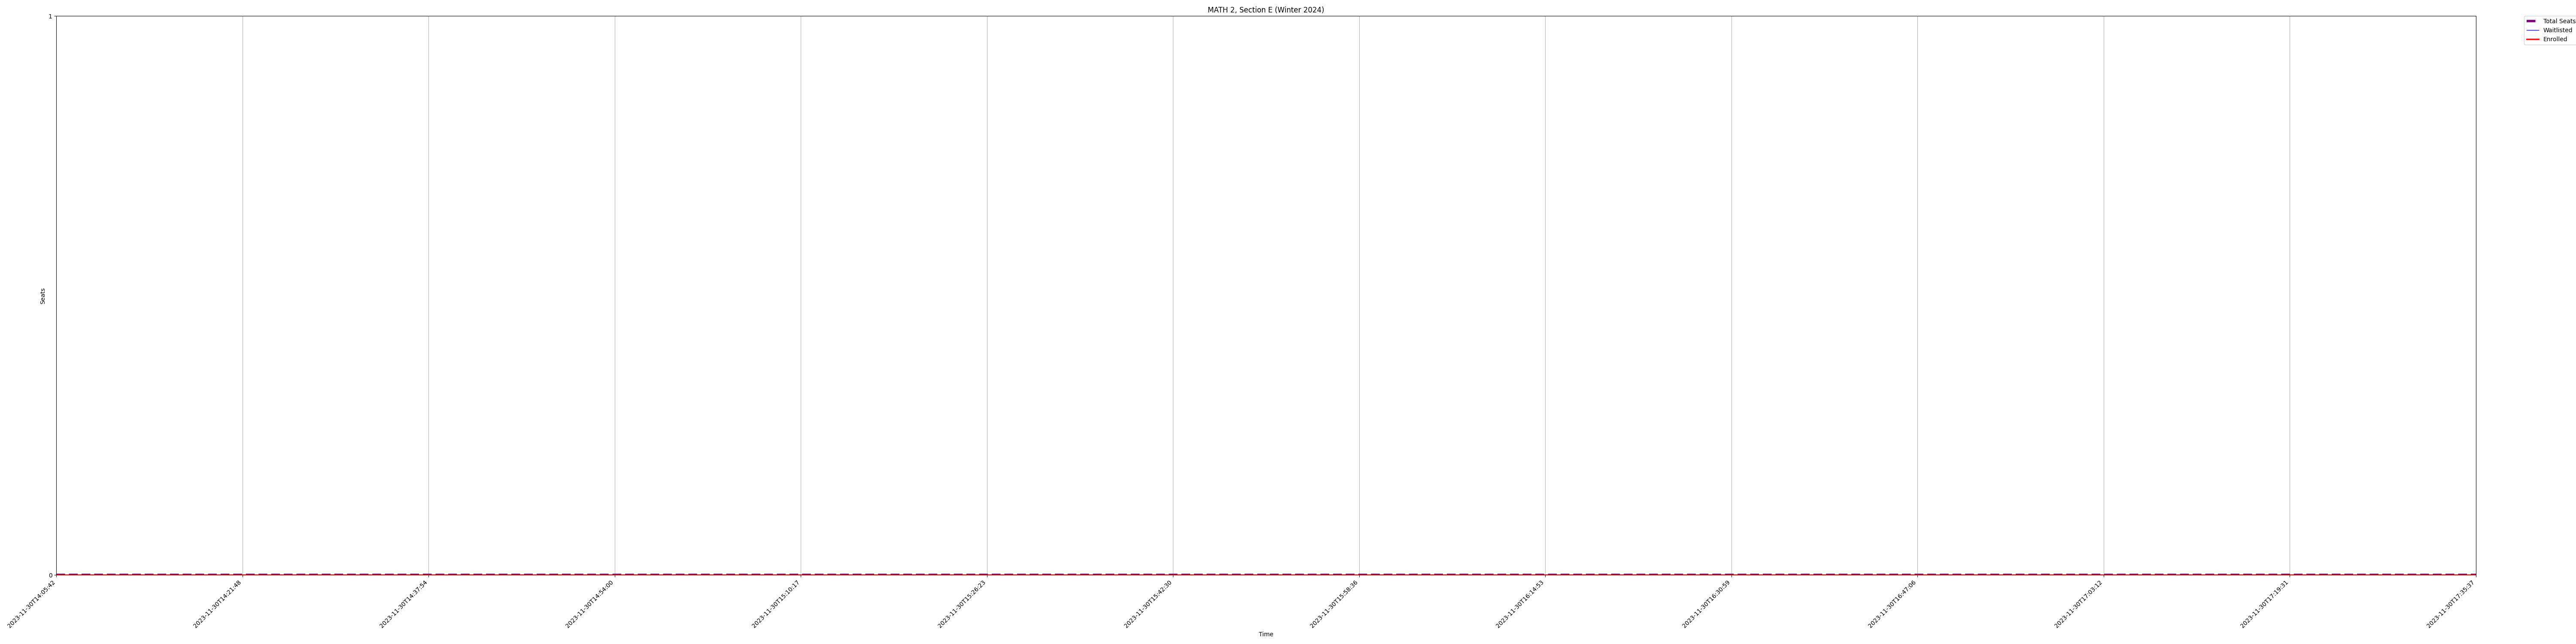 MATH 2, Section E (Winter 2024)
1
Total Seats
Waitlisted
Enrolled
Seats
0
2023-11-30T14:05:42
2023-11-30T14:21:48
2023-11-30T14:37:54
2023-11-30T14:54:00
2023-11-30T15:10:17
2023-11-30T15:26:23
2023-11-30T15:42:30
2023-11-30T15:58:36
2023-11-30T16:14:53
2023-11-30T16:30:59
2023-11-30T16:47:06
2023-11-30T17:03:12
2023-11-30T17:19:31
2023-11-30T17:35:37
Time